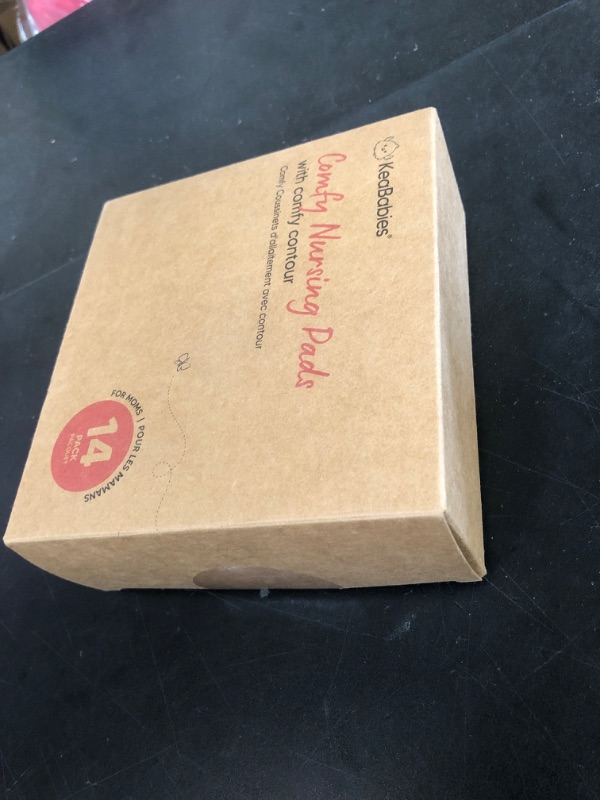 KeaBabies®
Comfy Nursing Pads
with comfy contour
Comfy Coussinets d'allaitement avec contour
FOR MOMS | POUR LES MAMANS
14
PACK
PAQUET